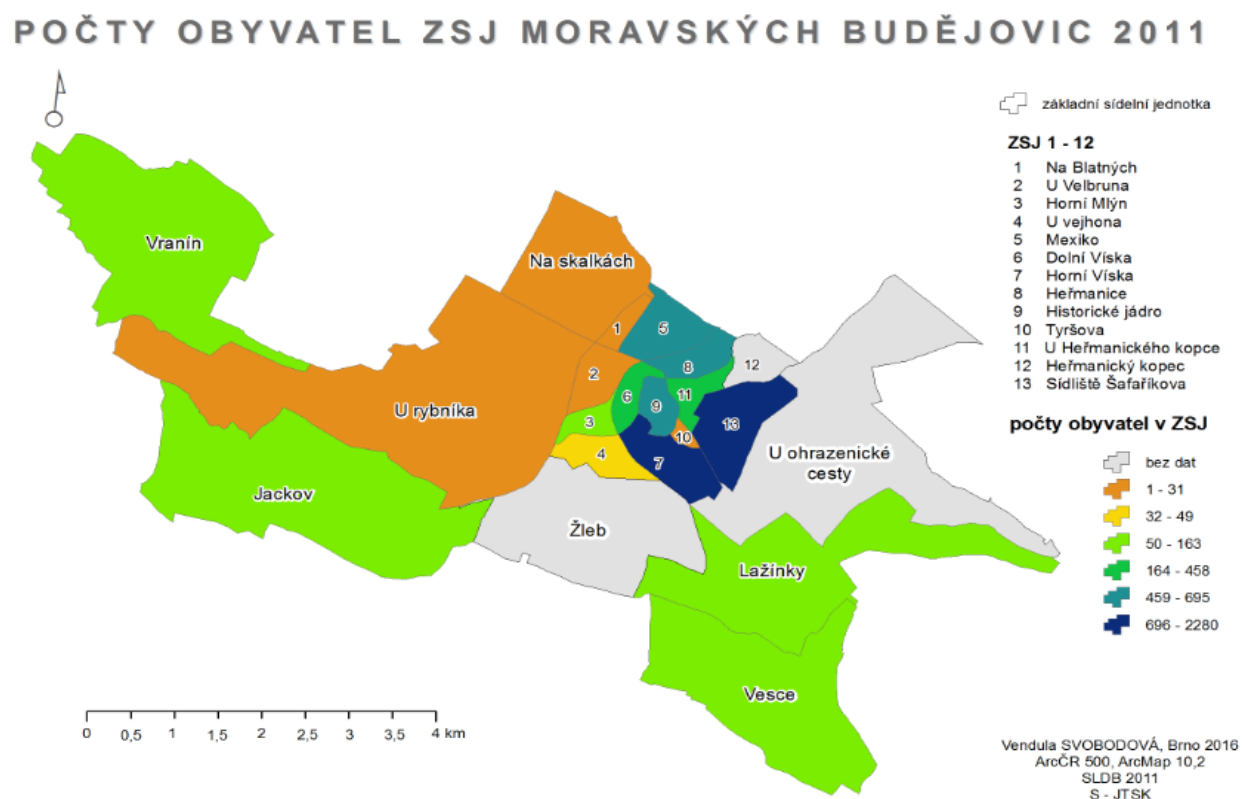 POČTY OBYVATEL ZSJ MORAVSKÝCH BUDĚJOVIC 2011
základní sídelní jednotka
ZSJ 1 - 12
1 Na Blatných
2 U Velbruna
3 Horní Mlýn
4 U vejhona
5 Mexiko
6 Dolní Víska
7 Horní Víska
8 Heřmanice
9 Historické jádro
10 Tyršova
11 U Heřmanického kopce
12 Heřmanický kopec
13 Sídliště Šafaříkova
počty obyvatel v ZSJ
bez dat
1 - 31
32 - 49
50 - 163
164 - 458
459 - 695
696 - 2280
Vranín
Na skalkách
1
5
12
8
2
6
11
9
U rybníka
3
13
10
4
7
U ohrazenické
cesty
Jackov
Žleb
Lažínky
Vesce
0 0,5 1 1,5 2 2,5 3 3,5 4 km
Vendula SVOBODOVÁ, Brno 2016
ArcČR 500, ArcMap 10,2
SLDB 2011
S - JTSK